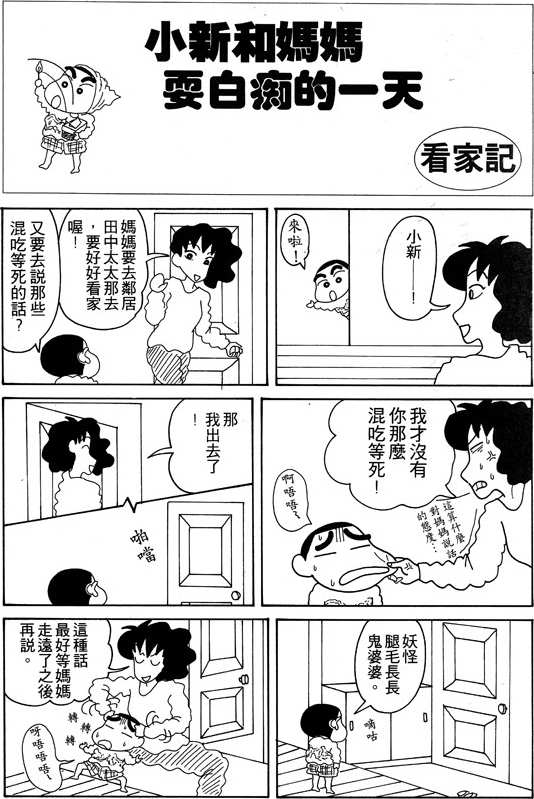 小新和媽媽
耍白痴的一天
看家記
小新——！
來啦！
媽媽要去鄰居
田中太太那去
，要好好看家
喔！
又要去說那些
混吃等死的話？
我才沒有
你那麼
混吃等死！
這算什麼
對媽媽說話
的態度…
啊唔唔~
那
我出去了
！
啪噹
妖怪
腿毛長長
鬼婆婆。
嘀咕
這種話
最好等媽媽
走遠了之後
再說。
轉轉
轉
呀唔唔唔